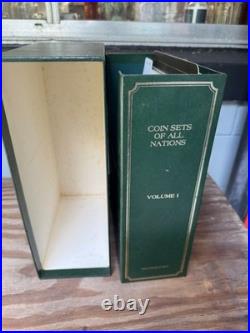 COIN SETS
OF ALL
NATIONS
VOLUME I